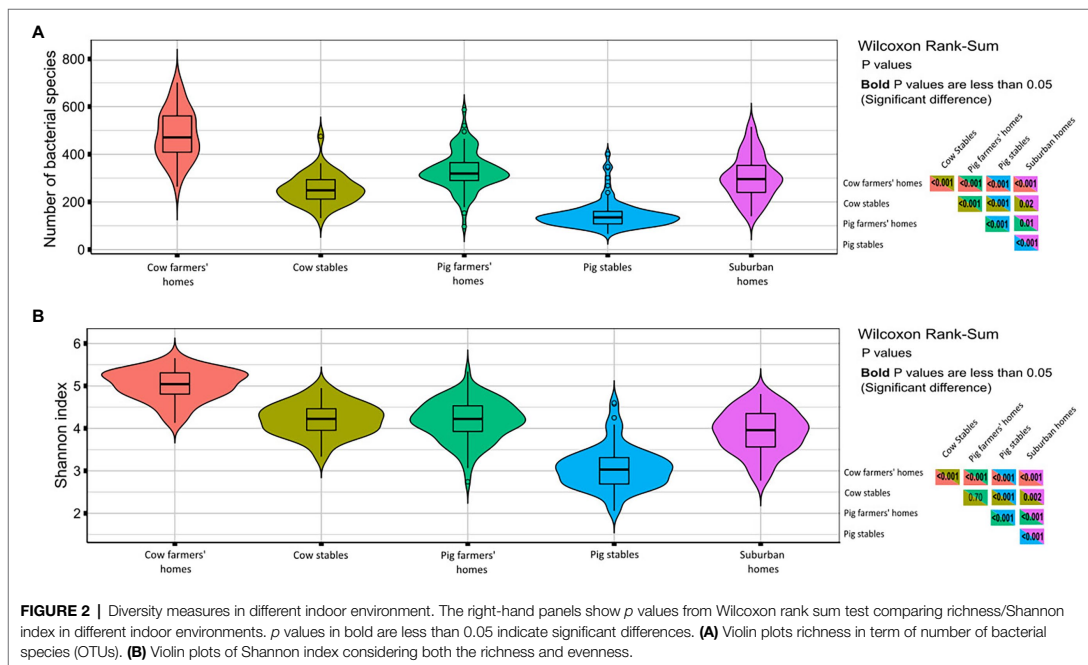 A
Number of bacterial species
800
600
400
200
0
Cow farmers' homes
Cow stables
Pig farmers' homes
Pig stables
Suburban homes
Wilcoxon Rank-Sum
P values
Bold P values are less than 0.05
(Significant difference)
Cow Stables
Pig farmers' homes
Pig stables
Suburban homes
Cow farmers' homes <0.001 <0.001 <0.001 <0.001
Cow stables <0.001 <0.001 0.02
Pig farmers' homes <0.001 0.01
Pig stables <0.001
B
Shannon index
6
5
4
3
2
Cow farmers' homes
Cow stables
Pig farmers' homes
Pig stables
Suburban homes
Wilcoxon Rank-Sum
P values
Bold P values are less than 0.05
(Significant difference)
Cow Stables
Pig farmers' homes
Pig stables
Suburban homes
Cow farmers' homes <0.001 <0.001 <0.001 <0.001
Cow stables 0.70 <0.001 0.002
Pig farmers' homes <0.001 <0.001
Pig stables <0.001
FIGURE 2 | Diversity measures in different indoor environment. The right-hand panels show p values from Wilcoxon rank sum test comparing richness/Shannon
index in different indoor environments. p values in bold are less than 0.05 indicate significant differences. (A) Violin plots richness in term of number of bacterial
species (OTUs). (B) Violin plots of Shannon index considering both the richness and evenness.